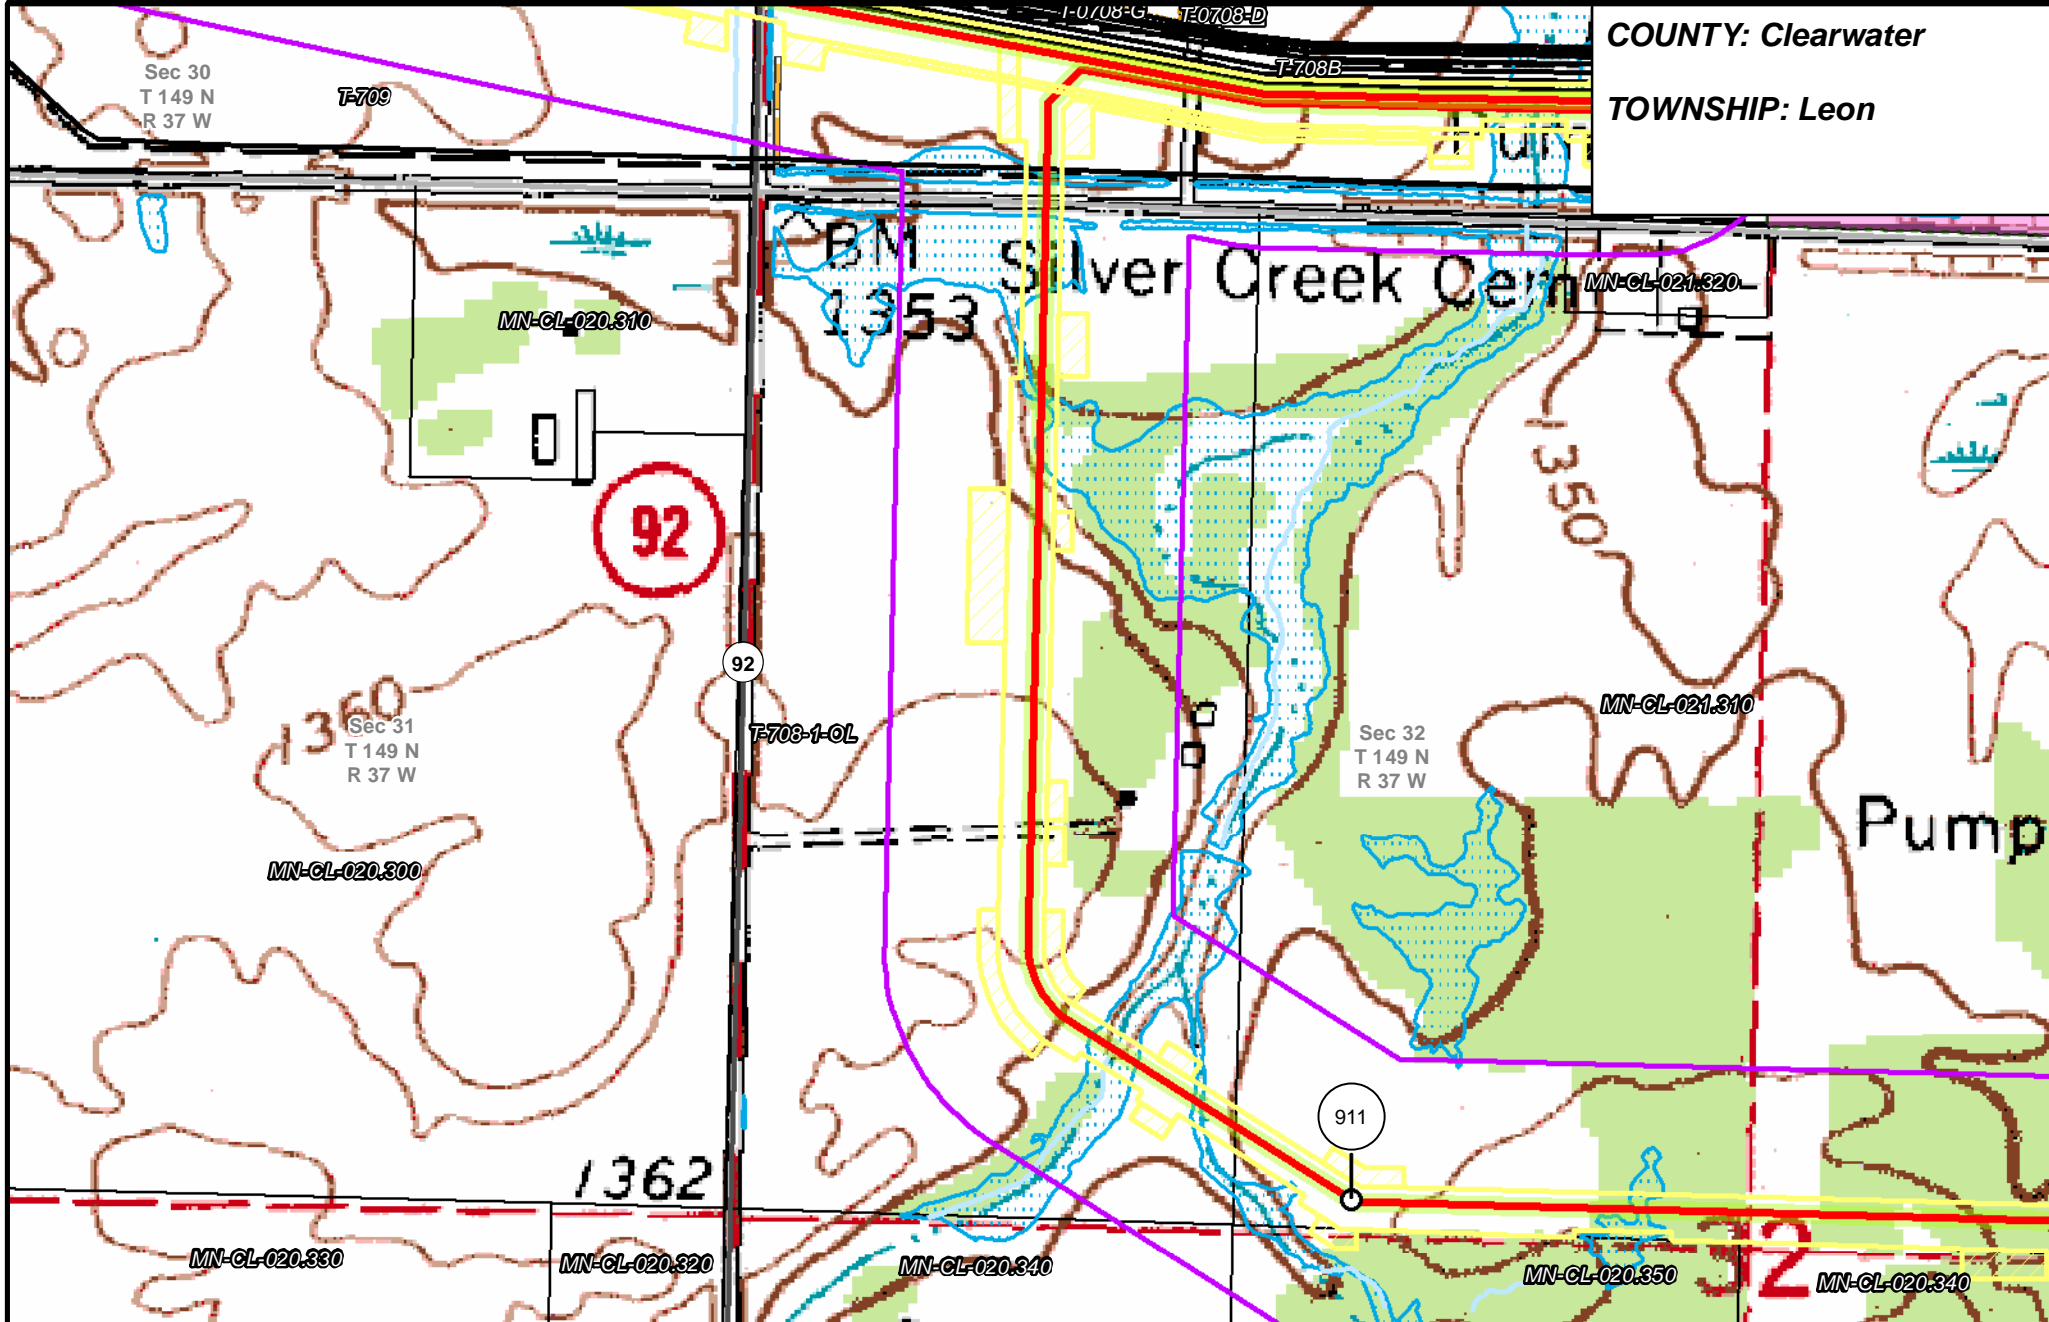 T-0708-G
T-0708-D
COUNTY: Clearwater
TOWNSHIP: Leon
T-708B
Sec 30
T 149 N
R 37 W
T-709
BM
1353
Silver Creek Cem
MN-CL-021.320
MN-CL-020.310
1350
92
92
1360
Sec 31
T 149 N
R 37 W
T-708-1-OL
MN-CL-021.310
Sec 32
T 149 N
R 37 W
Pump
MN-CL-020.300
911
1362
MN-CL-020.330
MN-CL-020.320
MN-CL-020.340
MN-CL-020.350
32
MN-CL-020.340